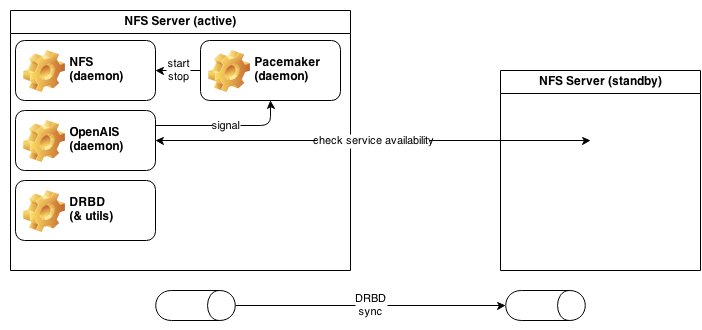 NFS Server (active)
NFS
(daemon)
start
stop
Pacemaker
(daemon)
NFS Server (standby)
OpenAIS
(daemon)
signal
check service availability
DRBD
(& utils)
DRBD
sync